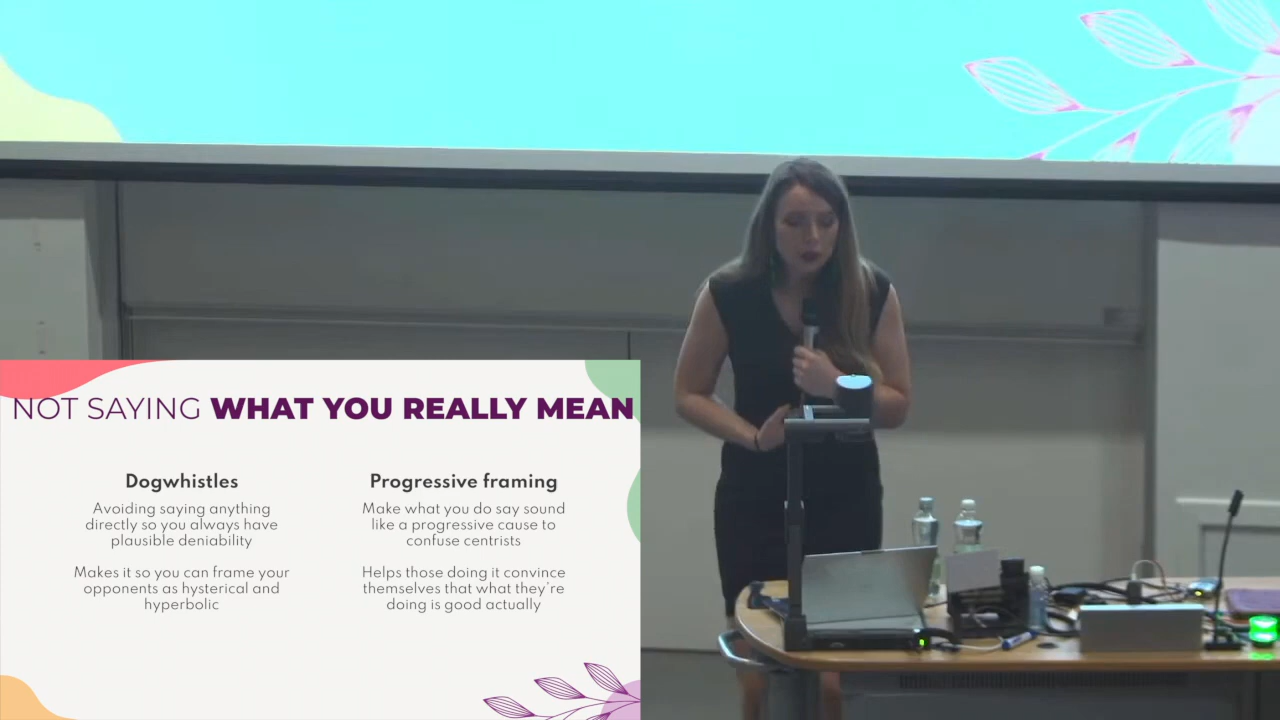 NOT SAYING WHAT YOU REALLY MEAN
Dogwhistles
Avoiding saying anything
directly so you always have
plausible deniability
Makes it so you can frame your
opponents as hysterical and
hyperbolic
Progressive framing
Make what you do say sound
like a progressive cause to
confuse centrists
Helps those doing it convince
themselves that what they're
doing is good actually